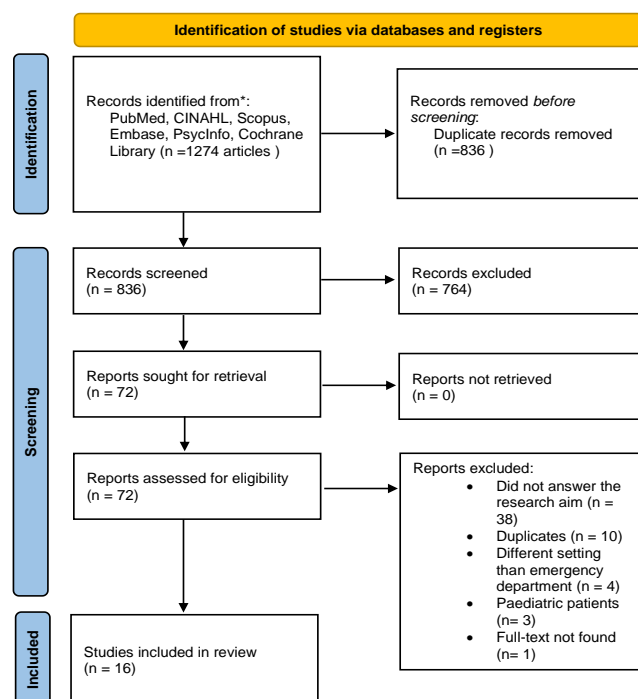 Identification of studies via databases and registers
Identification
Records identified from*:
PubMed, CINAHL, Scopus,
Embase, PsycInfo, Cochrane
Library (n =1274 articles )
Records removed before
screening:
Duplicate records removed
(n =836 )
Screening
Records screened
(n = 836)
Records excluded
(n = 764)
Reports sought for retrieval
(n = 72)
Reports not retrieved
(n = 0)
Reports assessed for eligibility
(n = 72)
Reports excluded:
• Did not answer the
research aim (n =
38)
• Duplicates (n = 10)
• Different setting
than emergency
department (n = 4)
• Paediatric patients
(n= 3)
• Full-text not found
(n= 1)
Included
Studies included in review
(n = 16)